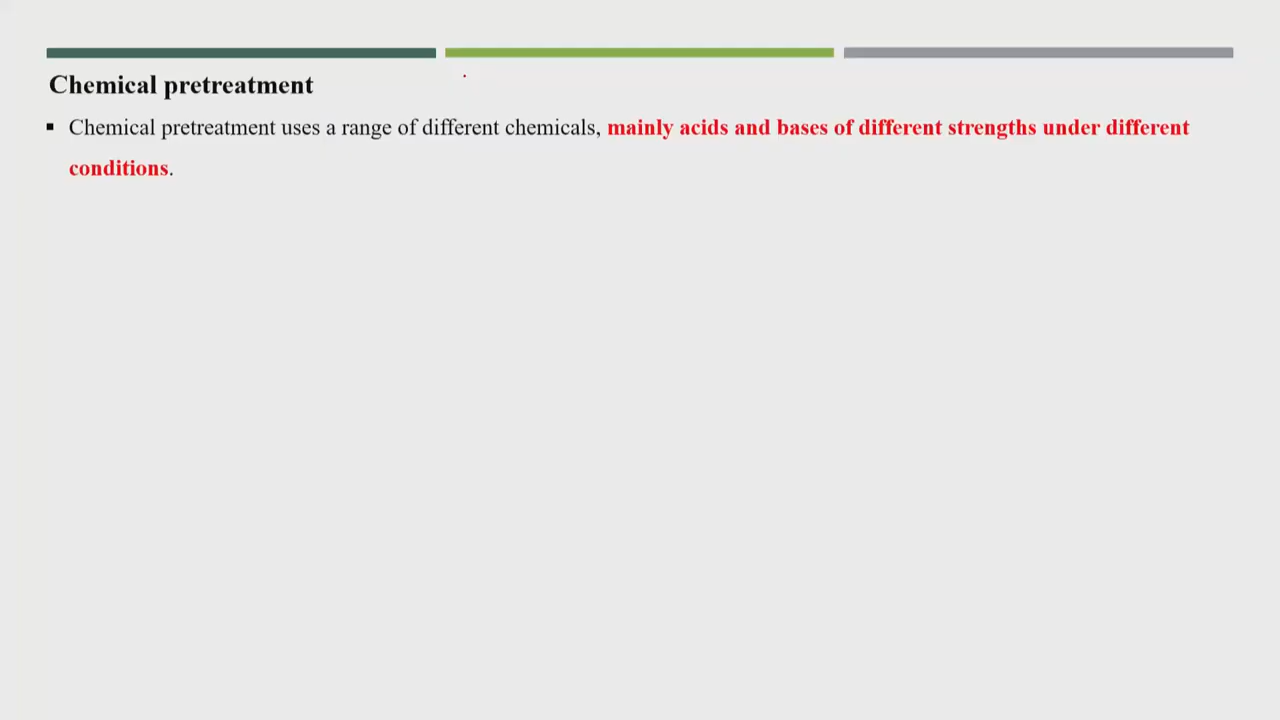 Chemical pretreatment
▪ Chemical pretreatment uses a range of different chemicals, mainly acids and bases of different strengths under different
conditions.